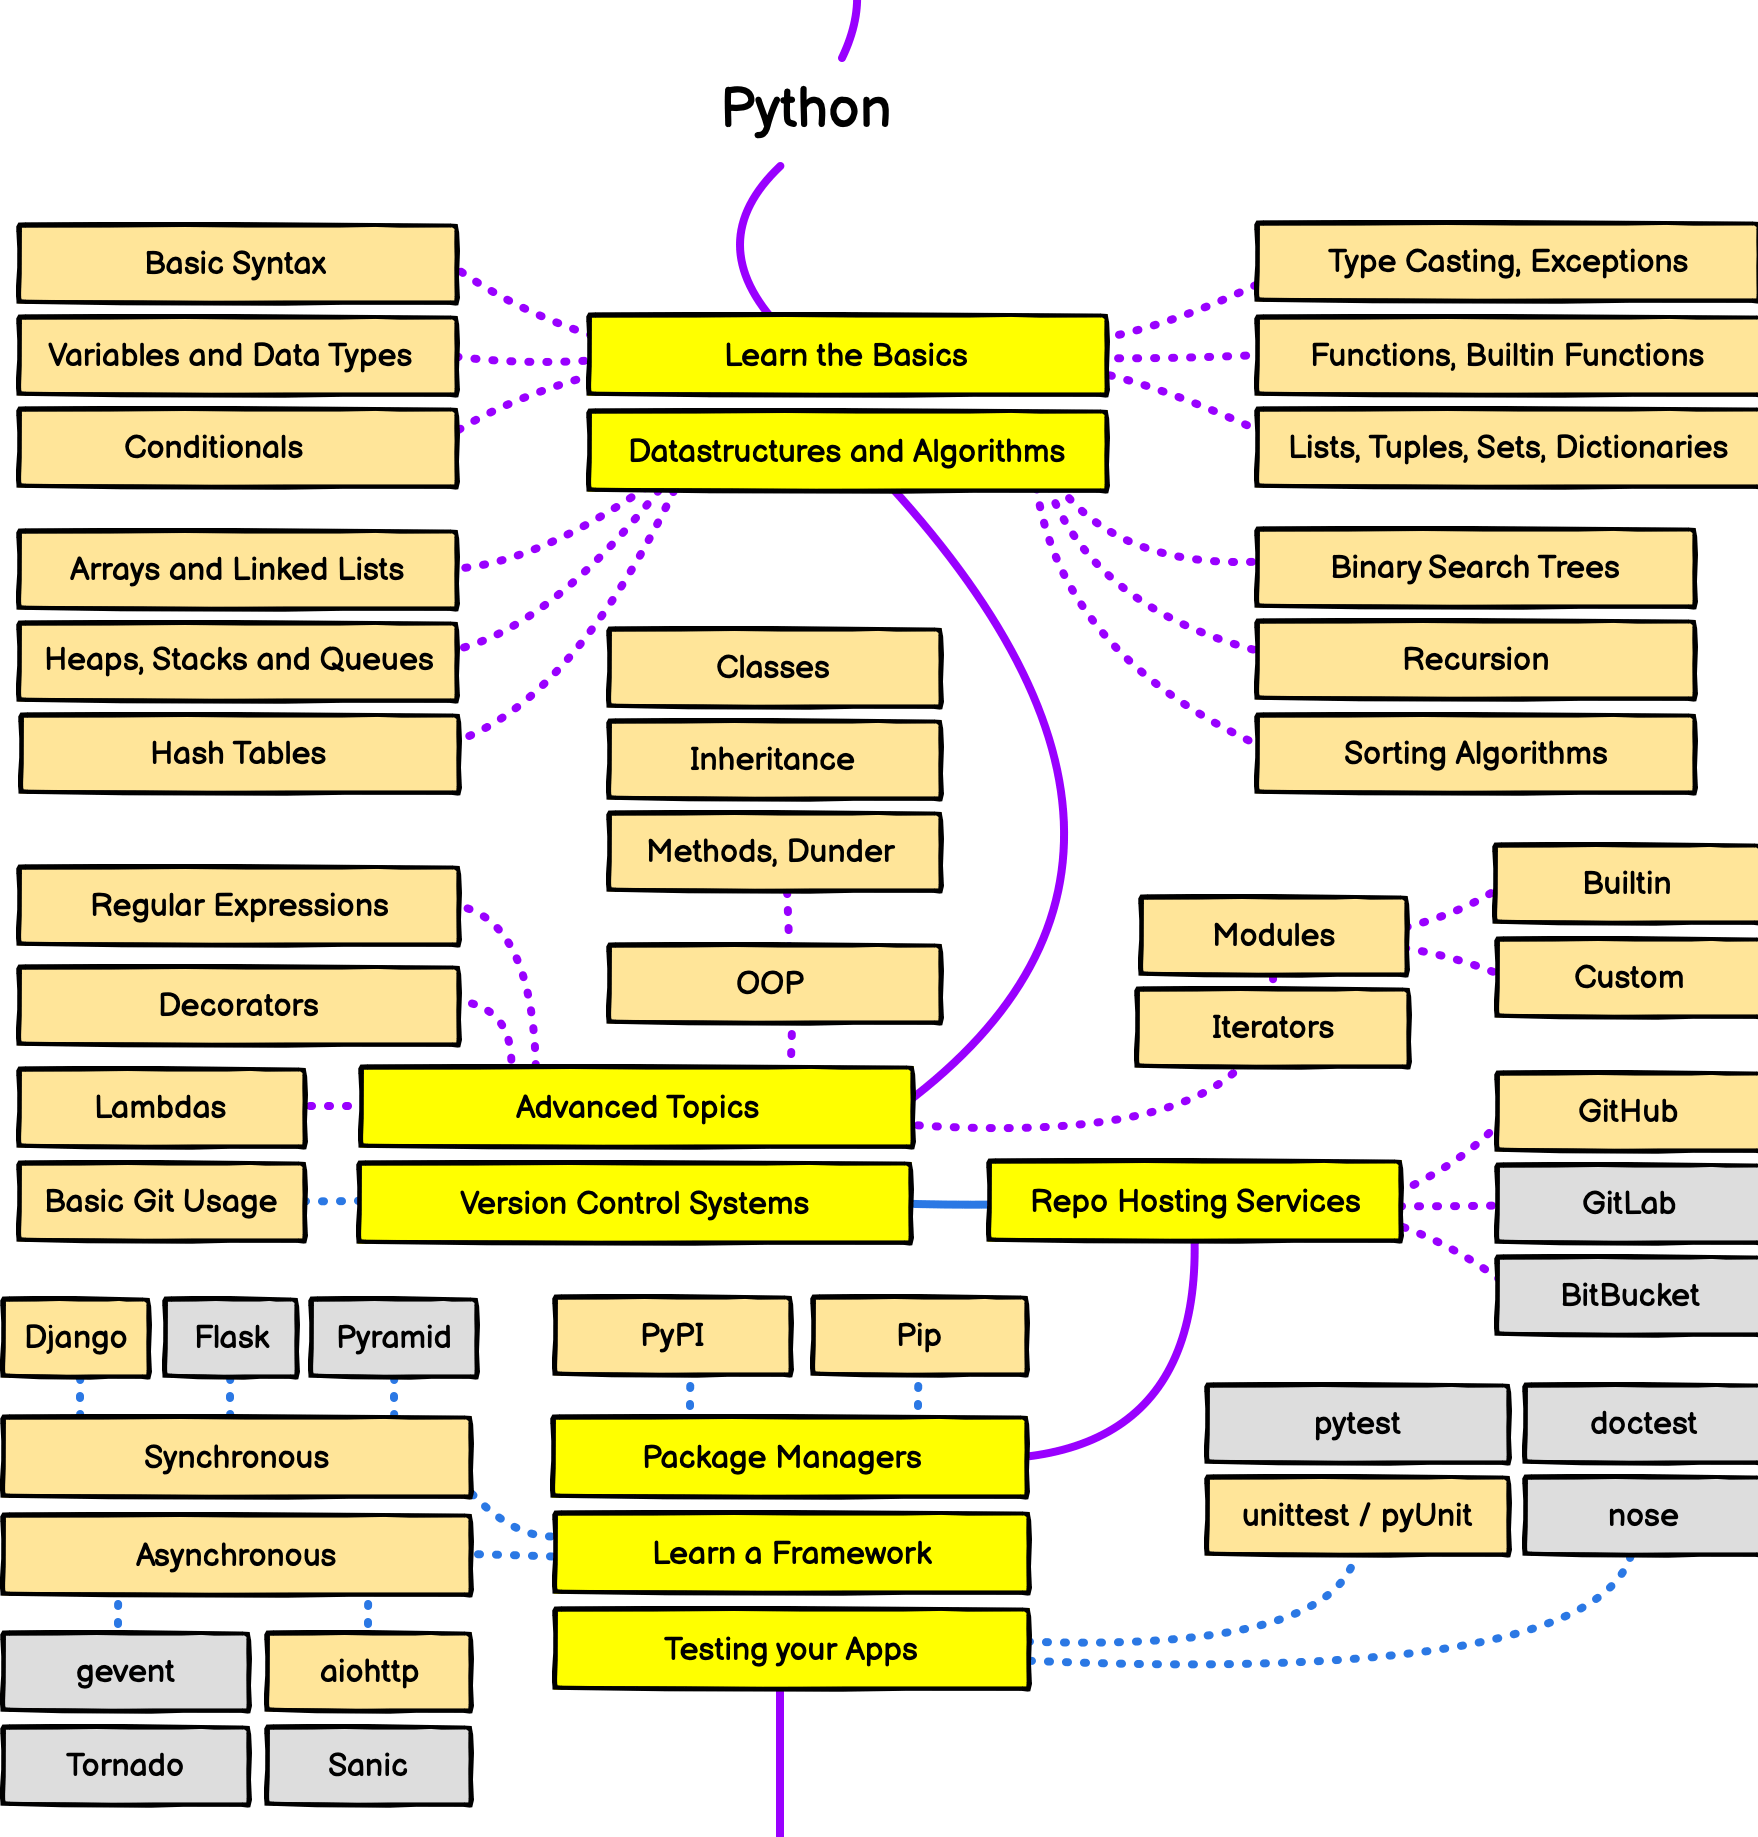 Python
Basic Syntax
Variables and Data Types
Conditionals
Learn the Basics
Datastructures and Algorithms
Type Casting, Exceptions
Functions, Builtin Functions
Lists, Tuples, Sets, Dictionaries
Arrays and Linked Lists
Heaps, Stacks and Queues
Hash Tables
Binary Search Trees
Recursion
Sorting Algorithms
Classes
Inheritance
Methods, Dunder
OOP
Regular Expressions
Decorators
Lambdas
Advanced Topics
Modules
Iterators
Builtin
Custom
Basic Git Usage
Version Control Systems
Repo Hosting Services
GitHub
GitLab
BitBucket
Django
Flask
Pyramid
Synchronous
Asynchronous
gevent
aiohttp
Tornado
Sanic
PyPI
Pip
Package Managers
Learn a Framework
Testing your Apps
pytest
doctest
unittest / pyUnit
nose